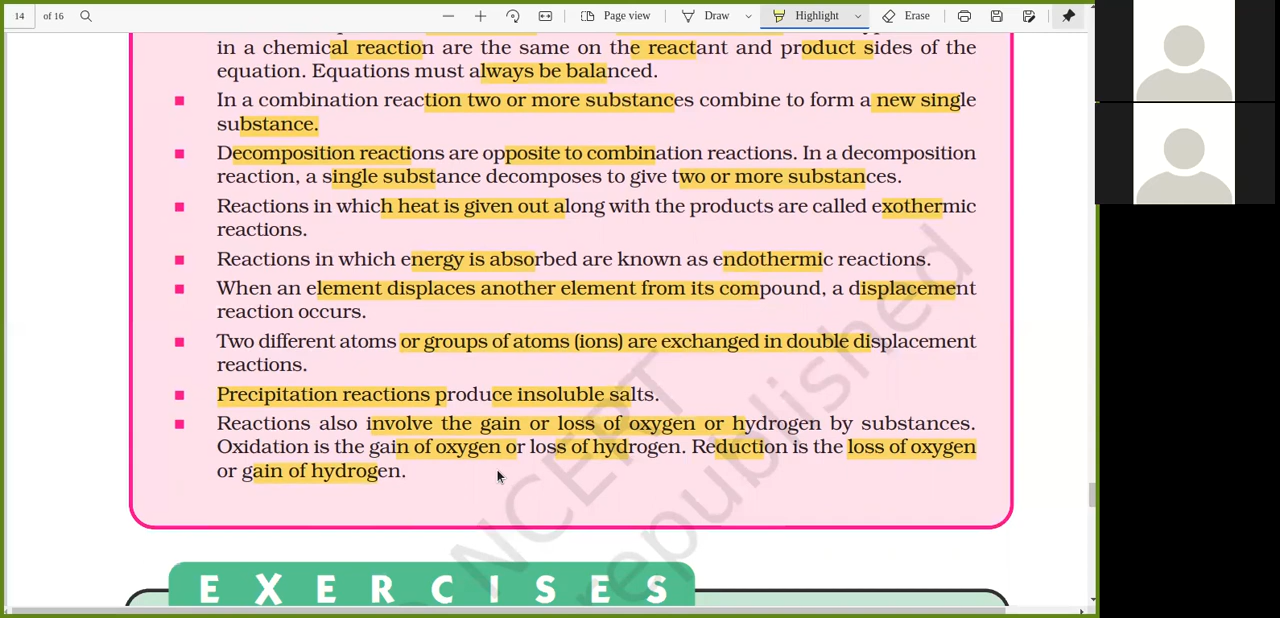 14 of 16 Page view Draw Highlight Erase
in a chemical reaction are the same on the reactant and product sides of the
equation. Equations must always be balanced.
■ In a combination reaction two or more substances combine to form a new single
substance.
■ Decomposition reactions are opposite to combination reactions. In a decomposition
reaction, a single substance decomposes to give two or more substances.
■ Reactions in which heat is given out along with the products are called exothermic
reactions.
■ Reactions in which energy is absorbed are known as endothermic reactions.
■ When an element displaces another element from its compound, a displacement
reaction occurs.
■ Two different atoms or groups of atoms (ions) are exchanged in double displacement
reactions.
■ Precipitation reactions produce insoluble salts.
■ Reactions also involve the gain or loss of oxygen or hydrogen by substances.
Oxidation is the gain of oxygen or loss of hydrogen. Reduction is the loss of oxygen
or gain of hydrogen.
NCERT
republished
EXERCISES